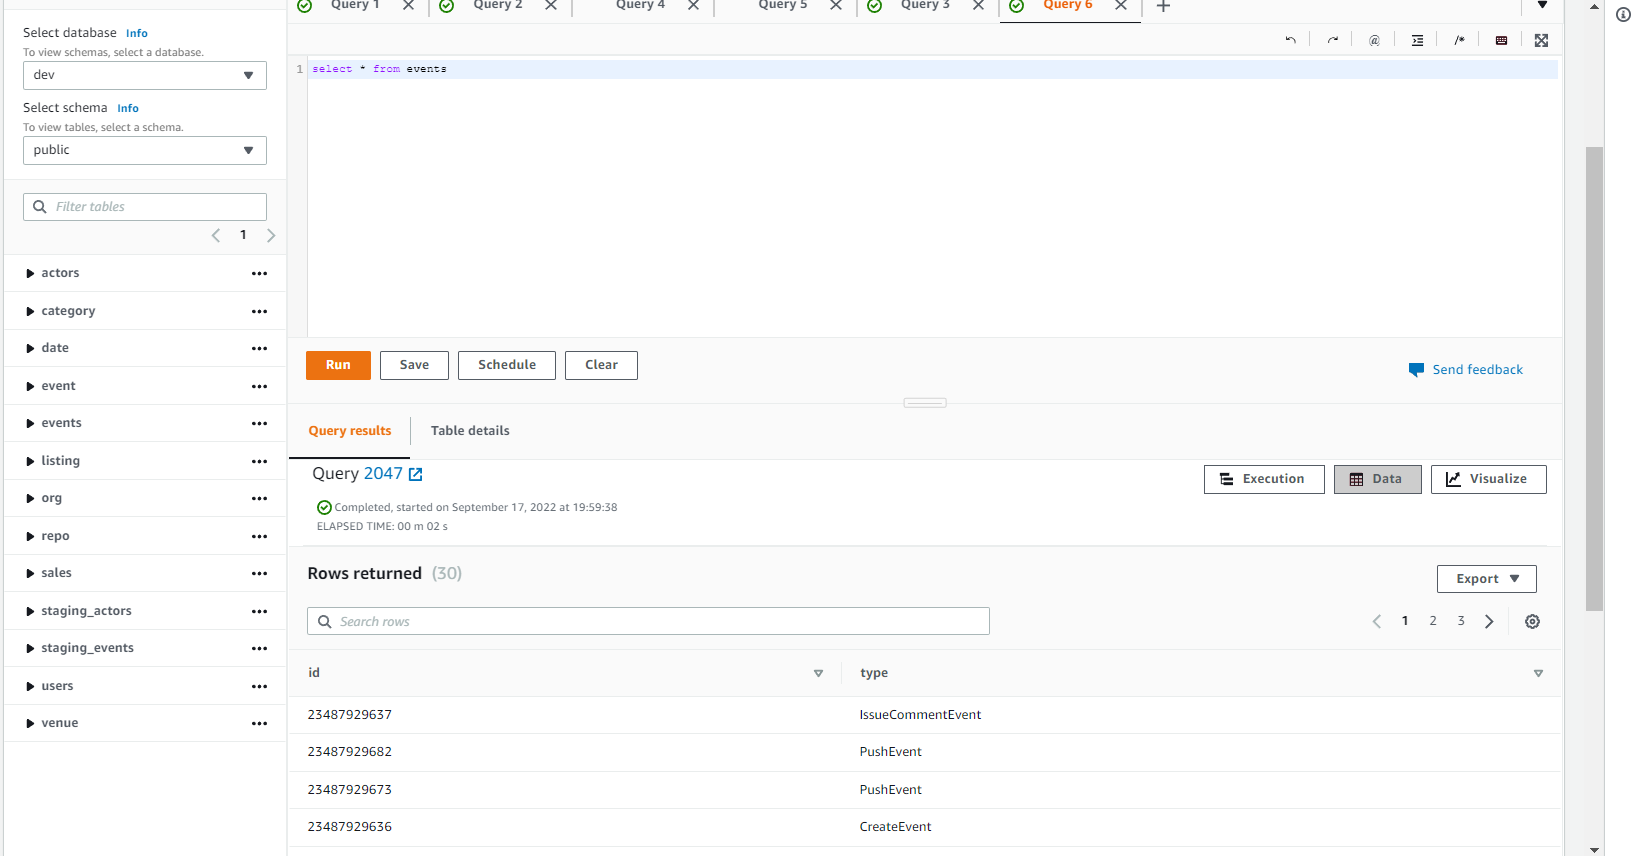 Query 1
Query 2
Query 4
Query 5
Query 3
Query 6
Select database Info
To view schemas, select a database.
dev
Select schema Info
To view tables, select a schema.
public
Filter tables
1
actors
category
date
event
events
listing
org
repo
sales
staging_actors
staging_events
users
venue
@
/*
1 select * from events
Run
Save
Schedule
Clear
Send feedback
Query results
Table details
Query 2047
Execution
Data
Visualize
Completed, started on September 17, 2022 at 19:59:38
ELAPSED TIME: 00 m 02 s
Rows returned (30)
Export
Search rows
1 2 3
id type
23487929637 IssueCommentEvent
23487929682 PushEvent
23487929673 PushEvent
23487929636 CreateEvent